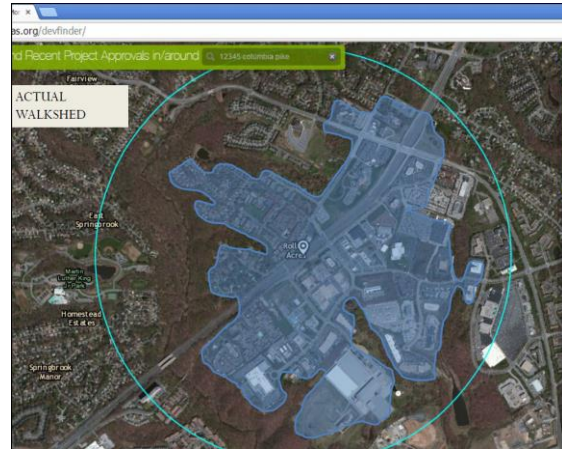 as.org/devfinder/
nd Recent Project Approvals in/around
12345 columbia pike
Fairview
ACTUAL
WALKSHED
East
Springbrook
Martin
Luther King
Jr Park
Homestead
Estates
Springbrook
Manor
Acres